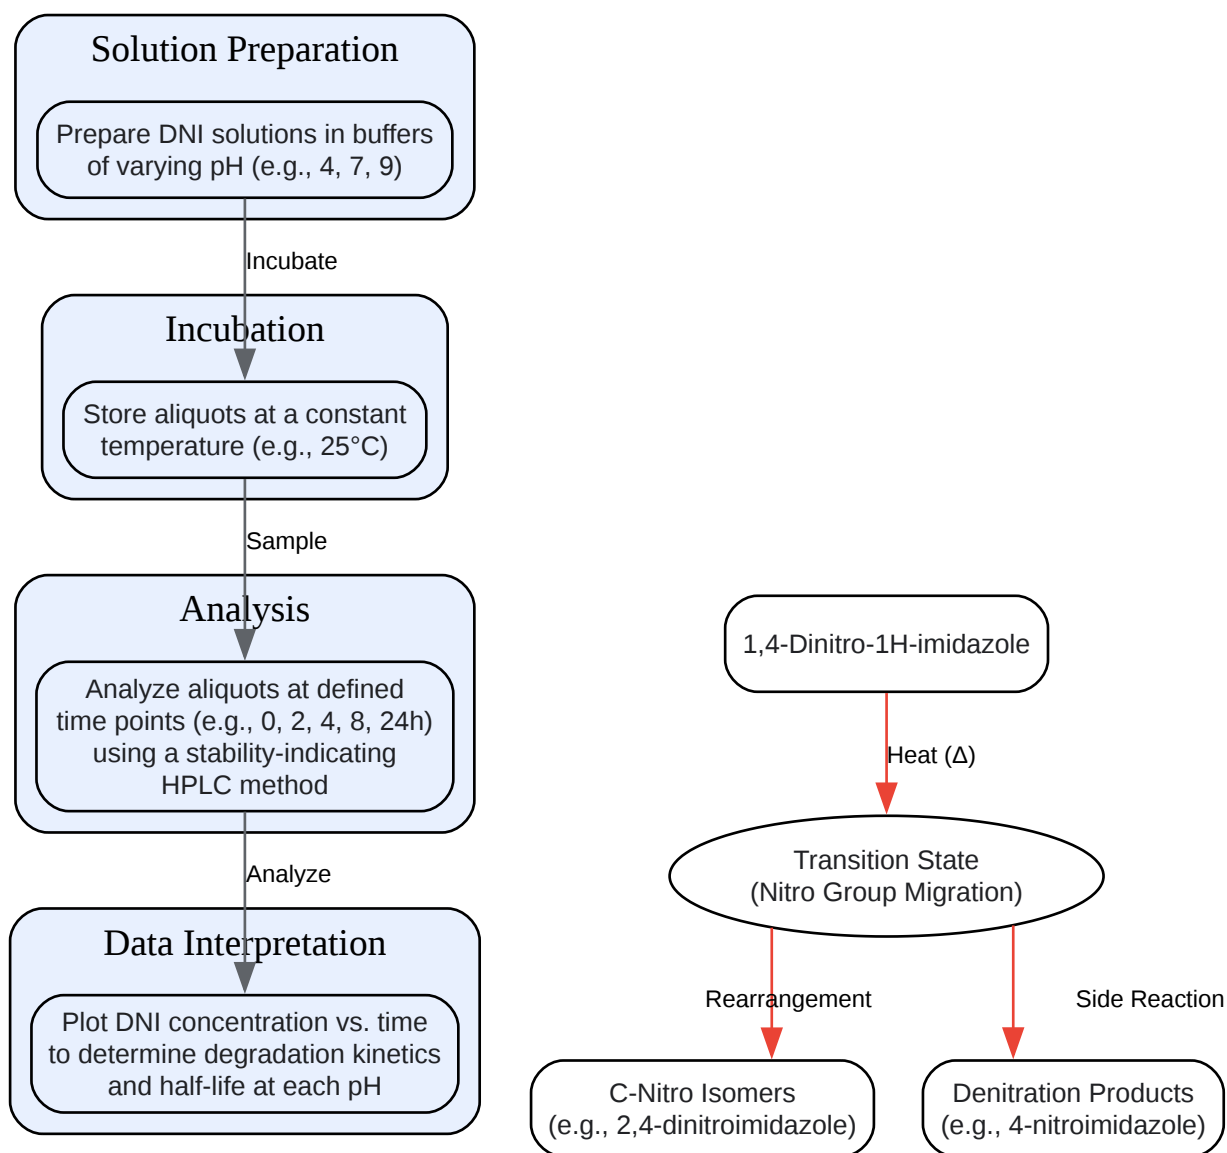 Solution Preparation
Prepare DNI solutions in buffers
of varying pH (e.g., 4, 7, 9)
Incubate
Incubation
Store aliquots at a constant
temperature (e.g., 25°C)
Sample
Analysis
Analyze aliquots at defined
time points (e.g., 0, 2, 4, 8, 24h)
using a stability-indicating
HPLC method
Analyze
Data Interpretation
Plot DNI concentration vs. time
to determine degradation kinetics
and half-life at each pH
1,4-Dinitro-1H-imidazole
Heat (Δ)
Transition State
(Nitro Group Migration)
Rearrangement
Side Reaction
C-Nitro Isomers
(e.g., 2,4-dinitroimidazole)
Denitration Products
(e.g., 4-nitroimidazole)